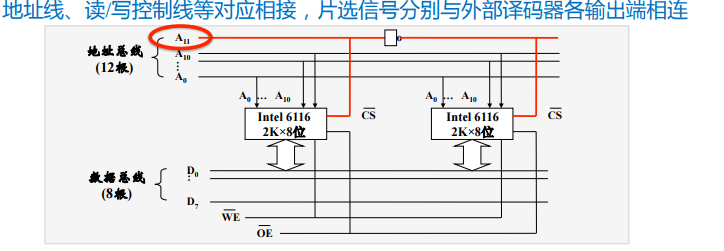 地址线、读/写控制线等对应相接，片选信号分别与外部译码器各输出端相连
A11
地址总线
(12根)
A10
⋮
A0
A0 … A10
A0 … A10
Intel 6116
2K×8位
CS
Intel 6116
2K×8位
CS
数据总线
(8根)
D0
⋮
D7
WE
OE